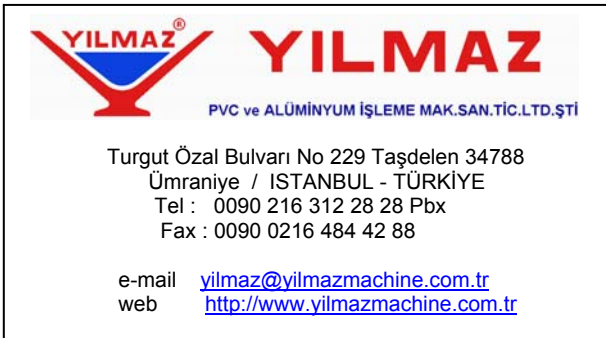 YILMAZ® YILMAZ
PVC ve ALÜMİNYUM İŞLEME MAK.SAN.TİC.LTD.ŞTİ
Turgut Özal Bulvarı No 229 Taşdelen 34788
Ümraniye / ISTANBUL - TÜRKİYE
Tel : 0090 216 312 28 28 Pbx
Fax : 0090 0216 484 42 88
e-mail yilmaz@yilmazmachine.com.tr
web http://www.yilmazmachine.com.tr